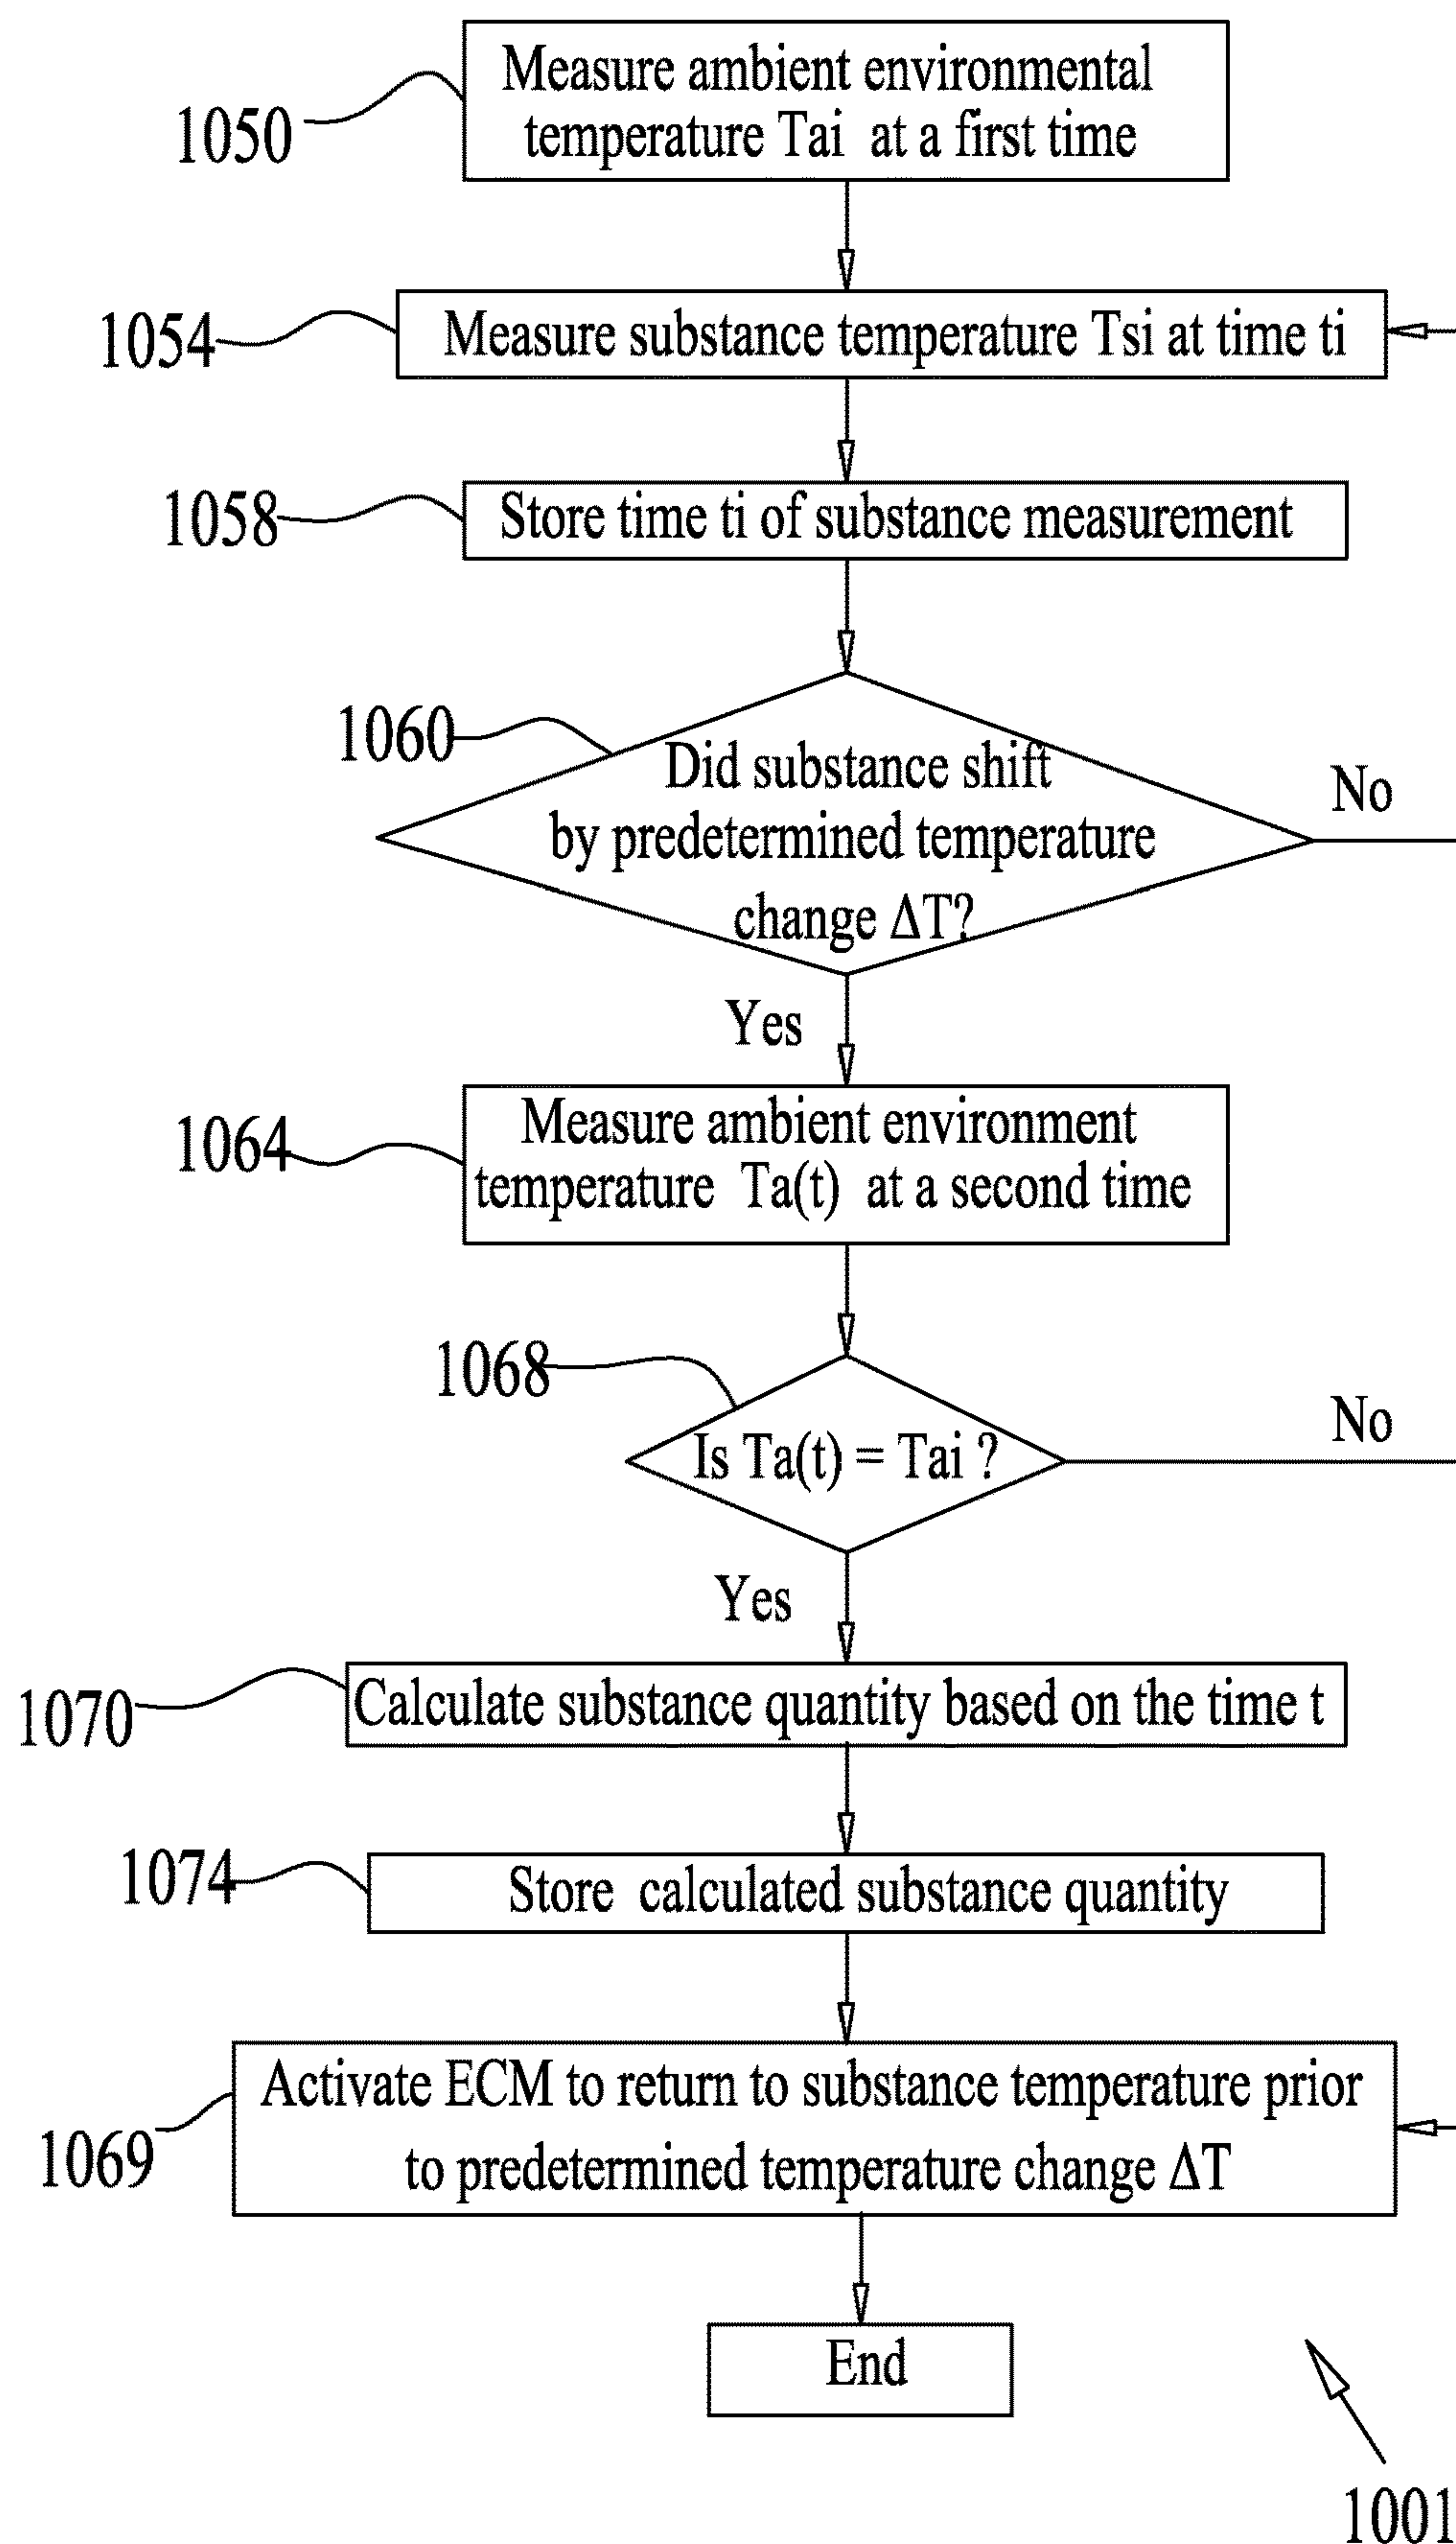 Measure ambient environmental
temperature Tai at a first time
1050
Measure substance temperature Tsi at time ti
1054
Store time ti of substance measurement
1058
1060
Did substance shift
by predetermined temperature
change ΔT?
No
Yes
Measure ambient environment
temperature Ta(t) at a second time
1064
1068
Is Ta(t) = Tai ?
No
Yes
Calculate substance quantity based on the time t
1070
Store calculated substance quantity
1074
Activate ECM to return to substance temperature prior
to predetermined temperature change ΔT
1069
End
1001